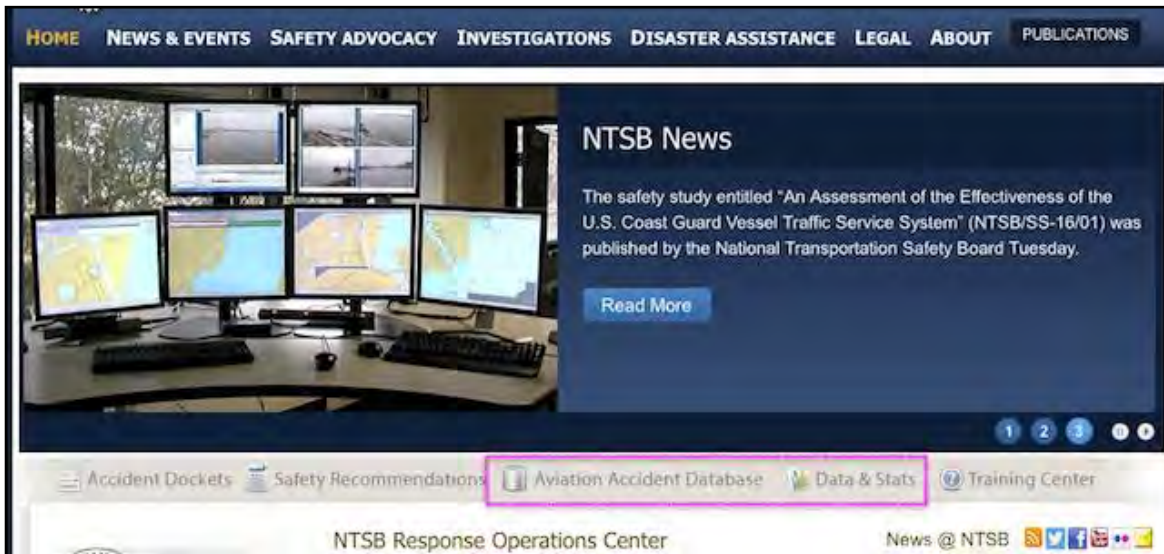 HOME NEWS & EVENTS SAFETY ADVOCACY INVESTIGATIONS DISASTER ASSISTANCE LEGAL ABOUT PUBLICATIONS
NTSB News
The safety study entitled “An Assessment of the Effectiveness of the
U.S. Coast Guard Vessel Traffic Service System” (NTSB/SS-16/01) was
published by the National Transportation Safety Board Tuesday.
Read More
1 2 3
Accident Dockets Safety Recommendations Aviation Accident Database Data & Stats Training Center
NTSB Response Operations Center
News @ NTSB